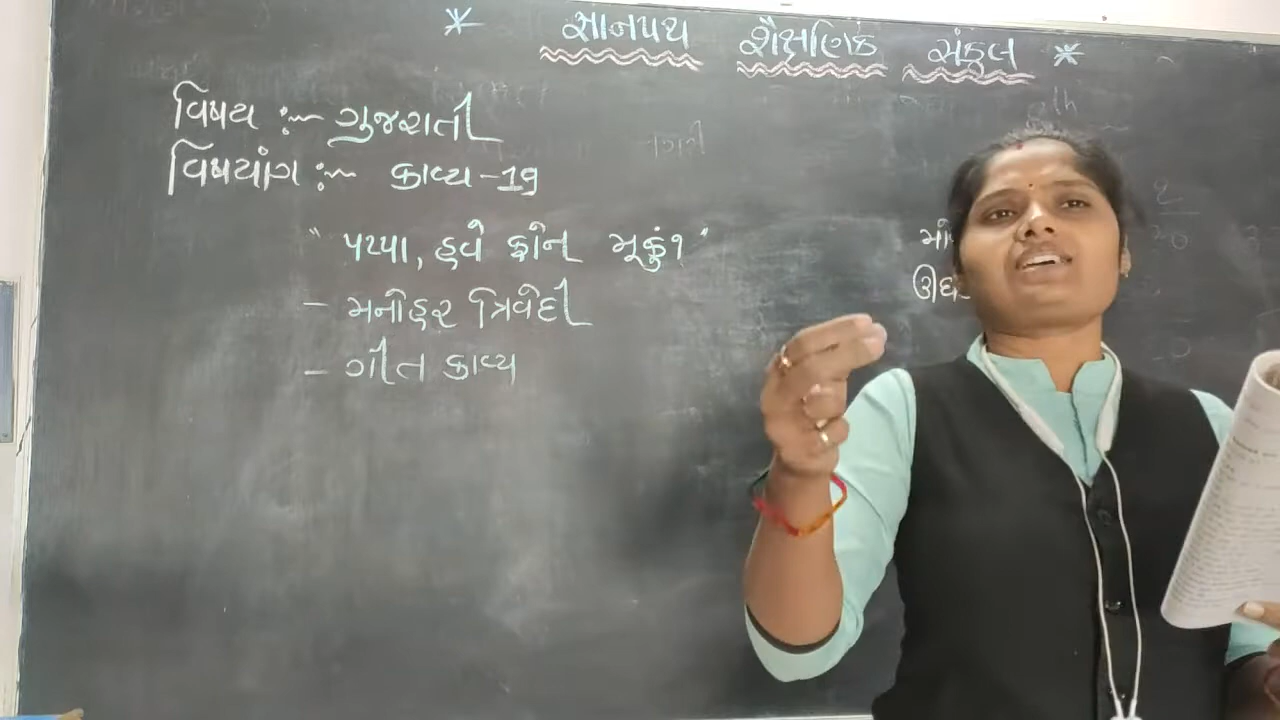 * જ્ઞાનપથ શૈક્ષણિક સંકુલ *
વિષય :~ ગુજરાતી
વિષયાંગ :~ કાવ્ય -19
" પપ્પા, હવે ફોન મૂકું? "
- મનોહર ત્રિવેદી
- ગીત કાવ્ય